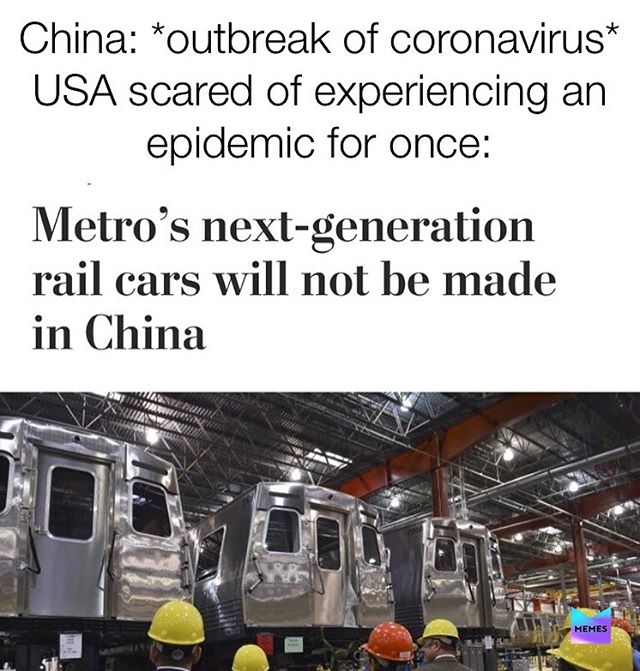 China: *outbreak of coronavirus*
USA scared of experiencing an
epidemic for once:
Metro's next-generation
rail cars will not be made
in China
MEMES